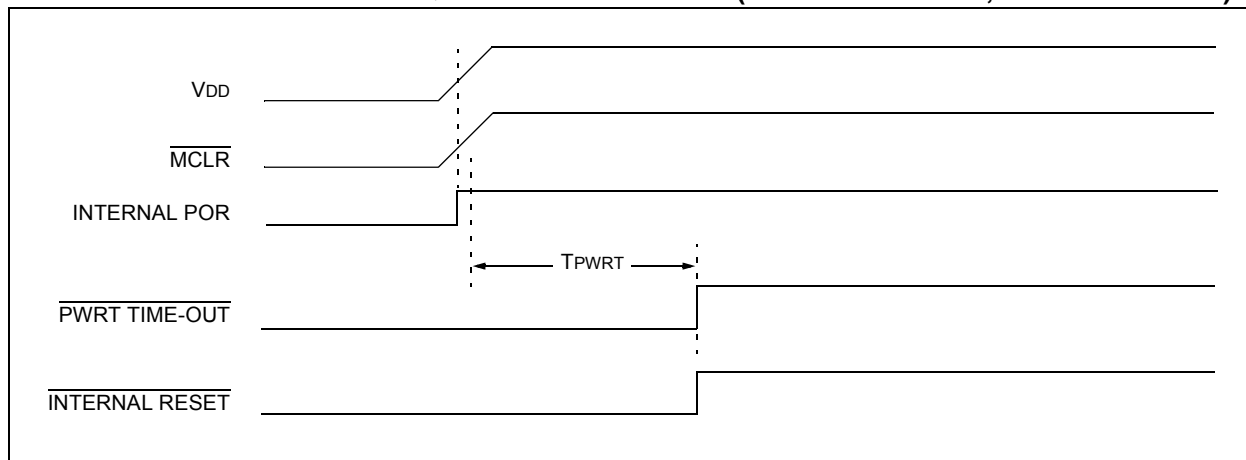 VDD
MCLR
INTERNAL POR
TPWRT
PWRT TIME-OUT
INTERNAL RESET